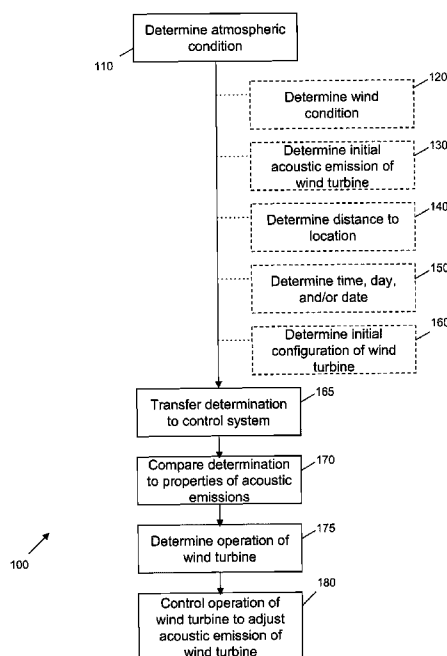 Determine atmospheric
condition
110
120
Determine wind
condition
130
Determine initial
acoustic emission of
wind turbine
140
Determine distance to
location
150
Determine time, day,
and/or date
160
Determine initial
configuration of wind
turbine
165
Transfer determination
to control system
170
Compare determination
to properties of acoustic
emissions
175
Determine operation of
wind turbine
100
180
Control operation of
wind turbine to adjust
acoustic emission of
wind turbine